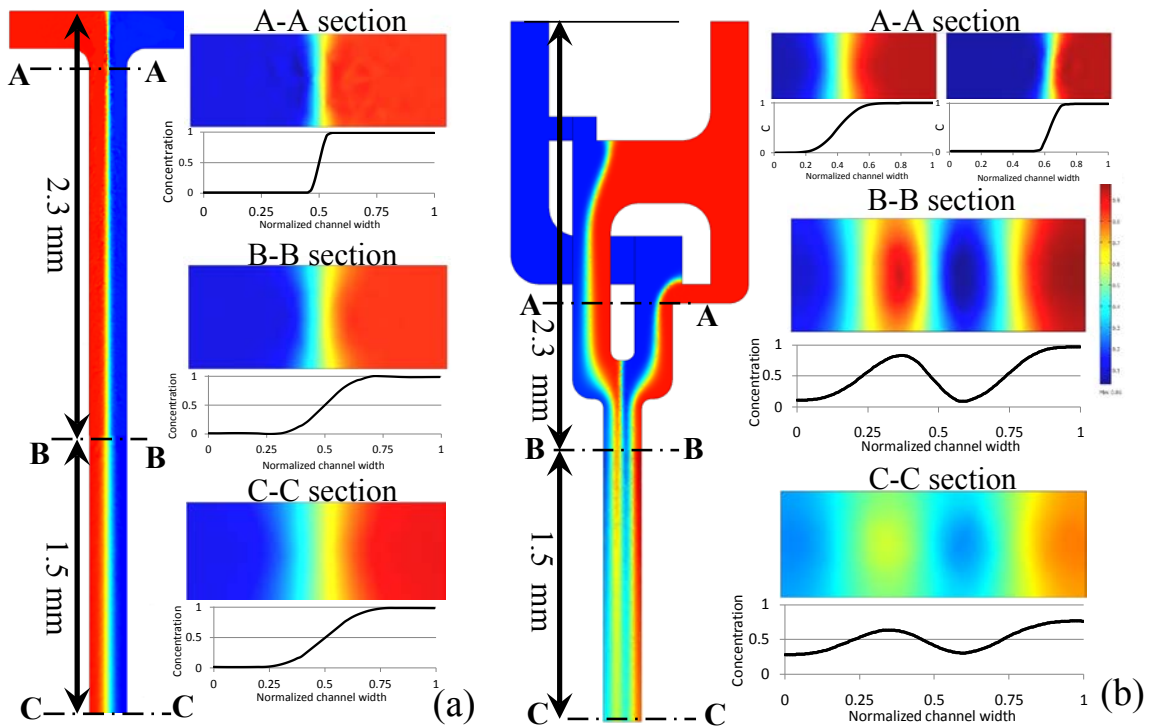 A-A section
A
A
Concentration
1
0.5
0
0
0.25
0.5
0.75
1
Normalized channel width
2.3 mm
B-B section
Concentration
1
0.5
0
0
0.25
0.5
0.75
1
Normalized channel width
B
B
C-C section
1.5 mm
Concentration
1
0.5
0
0
0.25
0.5
0.75
1
Normalized channel width
C
C
(a)
A-A section
C
1
0
0
0.2
0.4
0.6
0.8
1
Normalized channel width
C
1
0
0
0.2
0.4
0.6
0.8
1
Normalized channel width
B-B section
A
A
2.3 mm
Concentration
1
0.5
0
0
0.25
0.5
0.75
1
Normalized channel width
B
B
C-C section
1.5 mm
Concentration
1
0.5
0
0
0.25
0.5
0.75
1
Normalized channel width
C
C
(b)